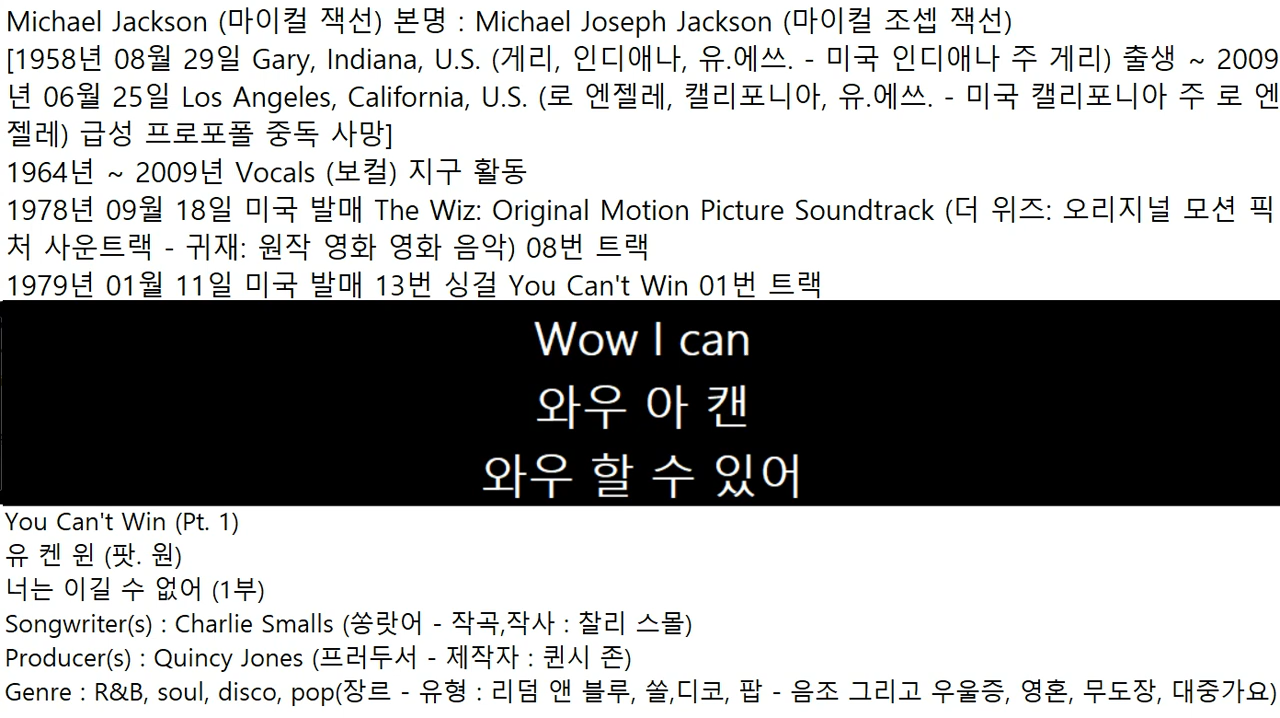 Michael Jackson (마이컬 잭선) 본명 : Michael Joseph Jackson (마이컬 조셉 잭선)
[1958년 08월 29일 Gary, Indiana, U.S. (게리, 인디애나, 유.에쓰. - 미국 인디애나 주 게리) 출생 ~ 2009
년 06월 25일 Los Angeles, California, U.S. (로 엔젤레, 캘리포니아, 유.에쓰. - 미국 캘리포니아 주 로 엔
젤레) 급성 프로포폴 중독 사망]
1964년 ~ 2009년 Vocals (보컬) 지구 활동
1978년 09월 18일 미국 발매 The Wiz: Original Motion Picture Soundtrack (더 위즈: 오리지널 모션 픽
처 사운트랙 - 귀재: 원작 영화 영화 음악) 08번 트랙
1979년 01월 11일 미국 발매 13번 싱걸 You Can't Win 01번 트랙
Wow I can
와우 아 캔
와우 할 수 있어
You Can't Win (Pt. 1)
유 켄 윈 (팟. 원)
너는 이길 수 없어 (1부)
Songwriter(s) : Charlie Smalls (쏭랏어 - 작곡,작사 : 찰리 스몰)
Producer(s) : Quincy Jones (프러두서 - 제작자 : 퀸시 존)
Genre : R&B, soul, disco, pop(장르 - 유형 : 리덤 앤 블루, 쏠,디코, 팝 - 음조 그리고 우울증, 영혼, 무도장, 대중가요)